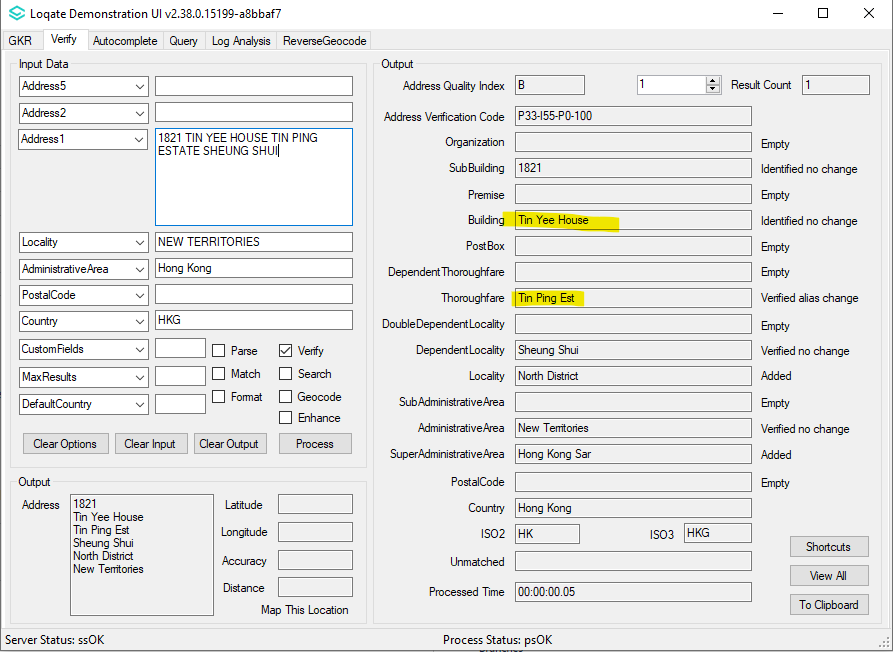 Loqate Demonstration UI v2.38.0.15199-a8bbaf7
GKR Verify Autocomplete Query Log Analysis ReverseGeocode
Input Data
Address5
Address2
Address1 1821 TIN YEE HOUSE TIN PING
ESTATE SHEUNG SHUI
Locality NEW TERRITORIES
AdministrativeArea Hong Kong
PostalCode
Country HKG
CustomFields Parse Verify
MaxResults Match Search
DefaultCountry Format Geocode
Enhance
Clear Options Clear Input Clear Output Process
Output
Address 1821
Tin Yee House
Tin Ping Est
Sheung Shui
North District
New Territories
Latitude
Longitude
Accuracy
Distance
Map This Location
Output
Address Quality Index B 1 Result Count 1
Address Verification Code P33-I55-P0-100
Organization Empty
SubBuilding 1821 Identified no change
Premise Empty
Building Tin Yee House Identified no change
PostBox Empty
DependentThoroughfare Empty
Thoroughfare Tin Ping Est Verified alias change
DoubleDependentLocality Empty
DependentLocality Sheung Shui Verified no change
Locality North District Added
SubAdministrativeArea Empty
AdministrativeArea New Territories Verified no change
SuperAdministrativeArea Hong Kong Sar Added
PostalCode Empty
Country Hong Kong
ISO2 HK ISO3 HKG
Unmatched
Processed Time 00:00:00.05
Shortcuts
View All
To Clipboard
Server Status: ssOK Process Status: psOK